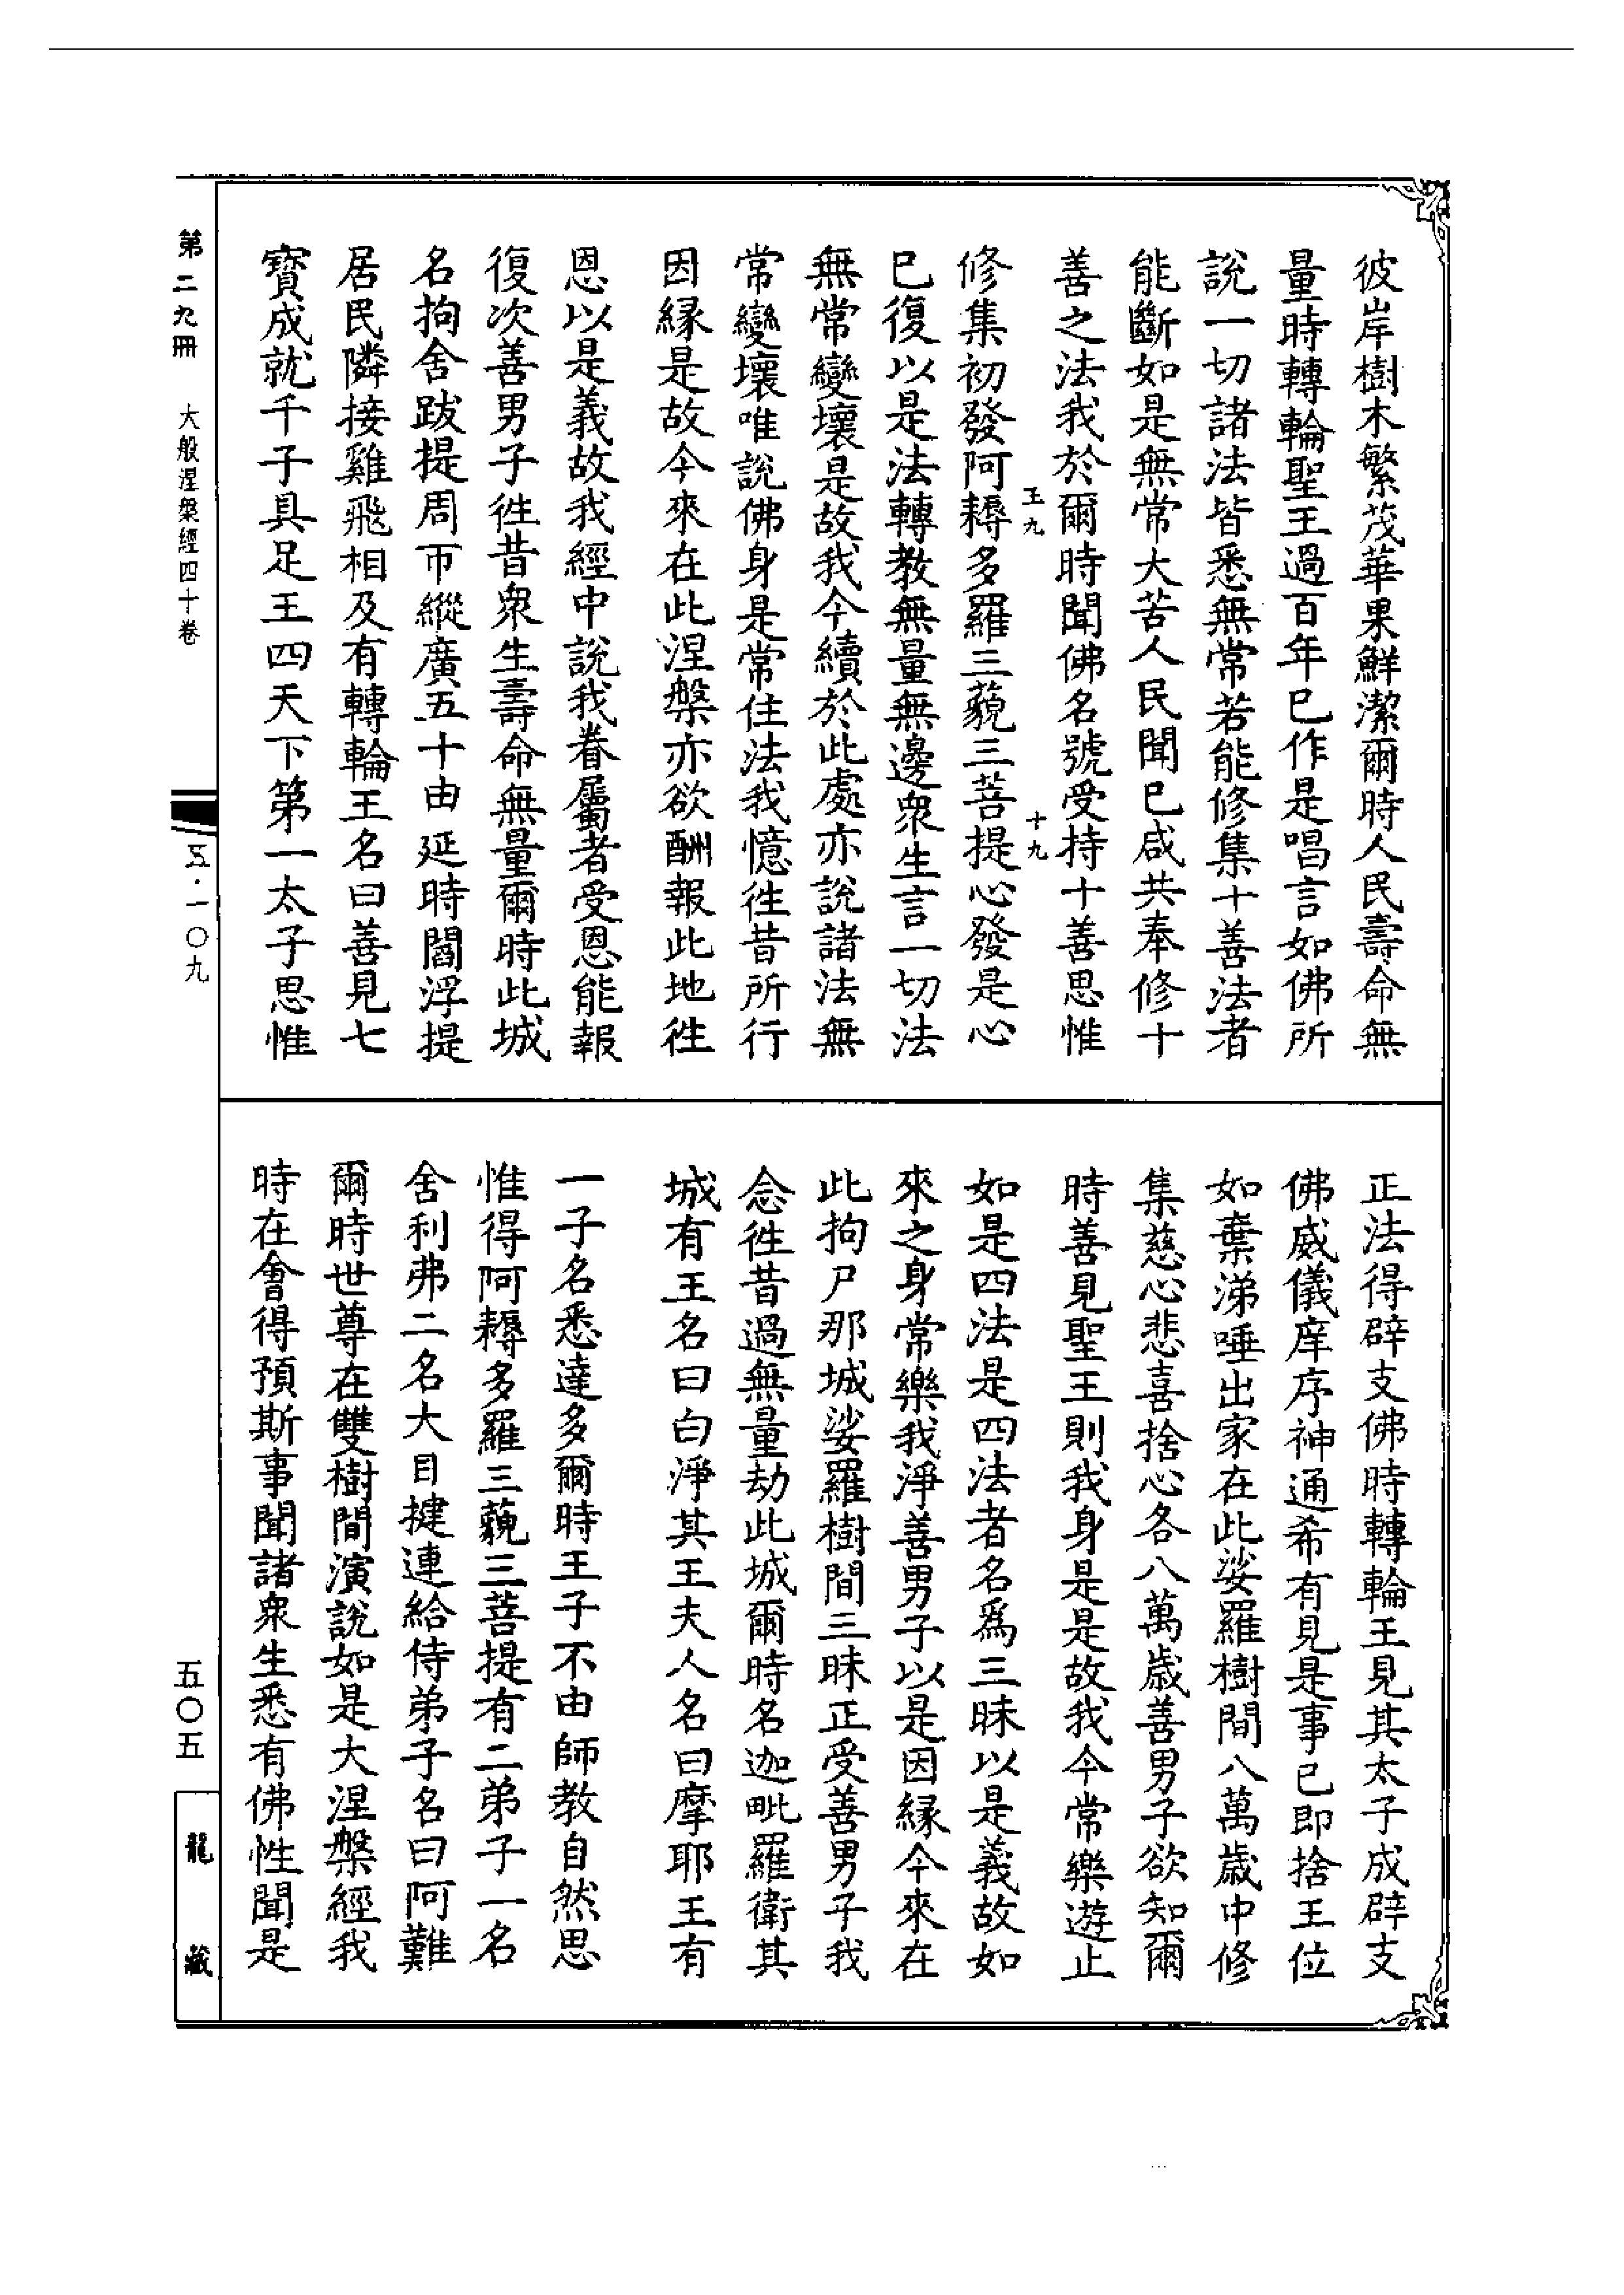 彼岸樹木繁茂華果鮮潔爾時人民壽命無
量時轉輪聖王過百年已作是唱言如佛所
說一切諸法皆悉無常若能修集十善法者
能斷如是無常大苦人民聞已咸共奉修十
善之法我於爾時聞佛名號受持十善思惟
王九 十九
修集初發阿耨多羅三藐三菩提心發是心
已復以是法轉教無量無邊衆生言一切法
無常變壞是故我今續於此處亦說諸法無
常變壞唯說佛身是常住法我憶徃昔所行
因緣是故今來在此涅槃亦欲酬報此地徃
恩以是義故我經中說我眷屬者受恩能報
復次善男子徃昔衆生壽命無量爾時此城
名拘舍跋提周帀縱廣五十由延時閻浮提
居民隣接雞飛相及有轉輪王名曰善見七
寶成就千子具足王四天下第一太子思惟
正法得辟支佛時轉輪王見其太子成辟支
佛威儀庠序神通希有見是事已即捨王位
如棄涕唾出家在此娑羅樹間八萬歲中修
集慈心悲喜捨心各八萬歲善男子欲知爾
時善見聖王則我身是是故我今常樂遊止
如是四法是四法者名爲三昧以是義故如
來之身常樂我淨善男子以是因緣今來在
此拘尸那城娑羅樹間三昧正受善男子我
念徃昔過無量劫此城爾時名迦毗羅衛其
城有王名曰白淨其王夫人名曰摩耶王有
一子名悉達多爾時王子不由師教自然思
惟得阿耨多羅三藐三菩提有二弟子一名
舍利弗二名大目揵連給侍弟子名曰阿難
爾時世尊在雙樹間演說如是大涅槃經我
時在會得預斯事聞諸衆生悉有佛性聞是
第二九冊 大般涅槃經四十卷
五·一〇九
五〇五
龍藏